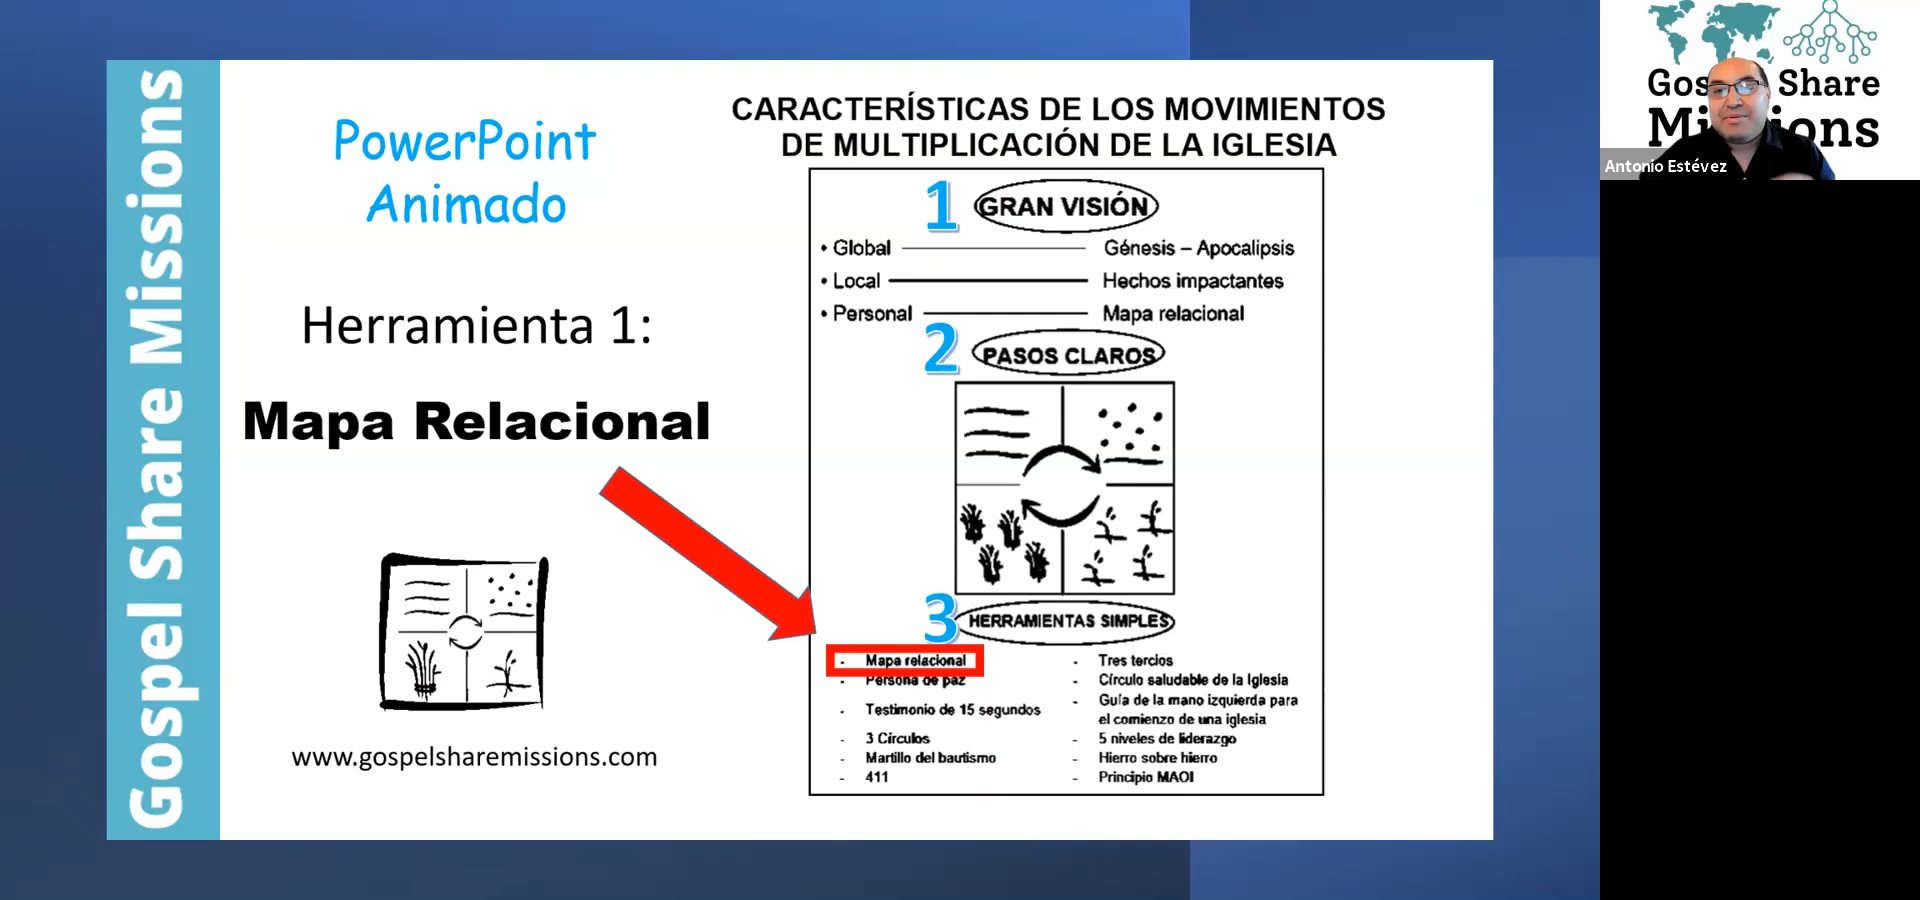 Gospel Share Missions
PowerPoint
Animado
Herramienta 1:
Mapa Relacional
www.gospelsharemissions.com
CARACTERÍSTICAS DE LOS MOVIMIENTOS
DE MULTIPLICACIÓN DE LA IGLESIA
1 GRAN VISIÓN
• Global Génesis – Apocalipsis
• Local Hechos impactantes
• Personal Mapa relacional
2 PASOS CLAROS
3 HERRAMIENTAS SIMPLES
- Mapa relacional
- Persona de paz
- Testimonio de 15 segundos
- 3 Círculos
- Martillo del bautismo
- 411
- Tres tercios
- Círculo saludable de la Iglesia
- Guía de la mano izquierda para
el comienzo de una iglesia
- 5 niveles de liderazgo
- Hierro sobre hierro
- Principio MAOI
Share
Antonio Estévez